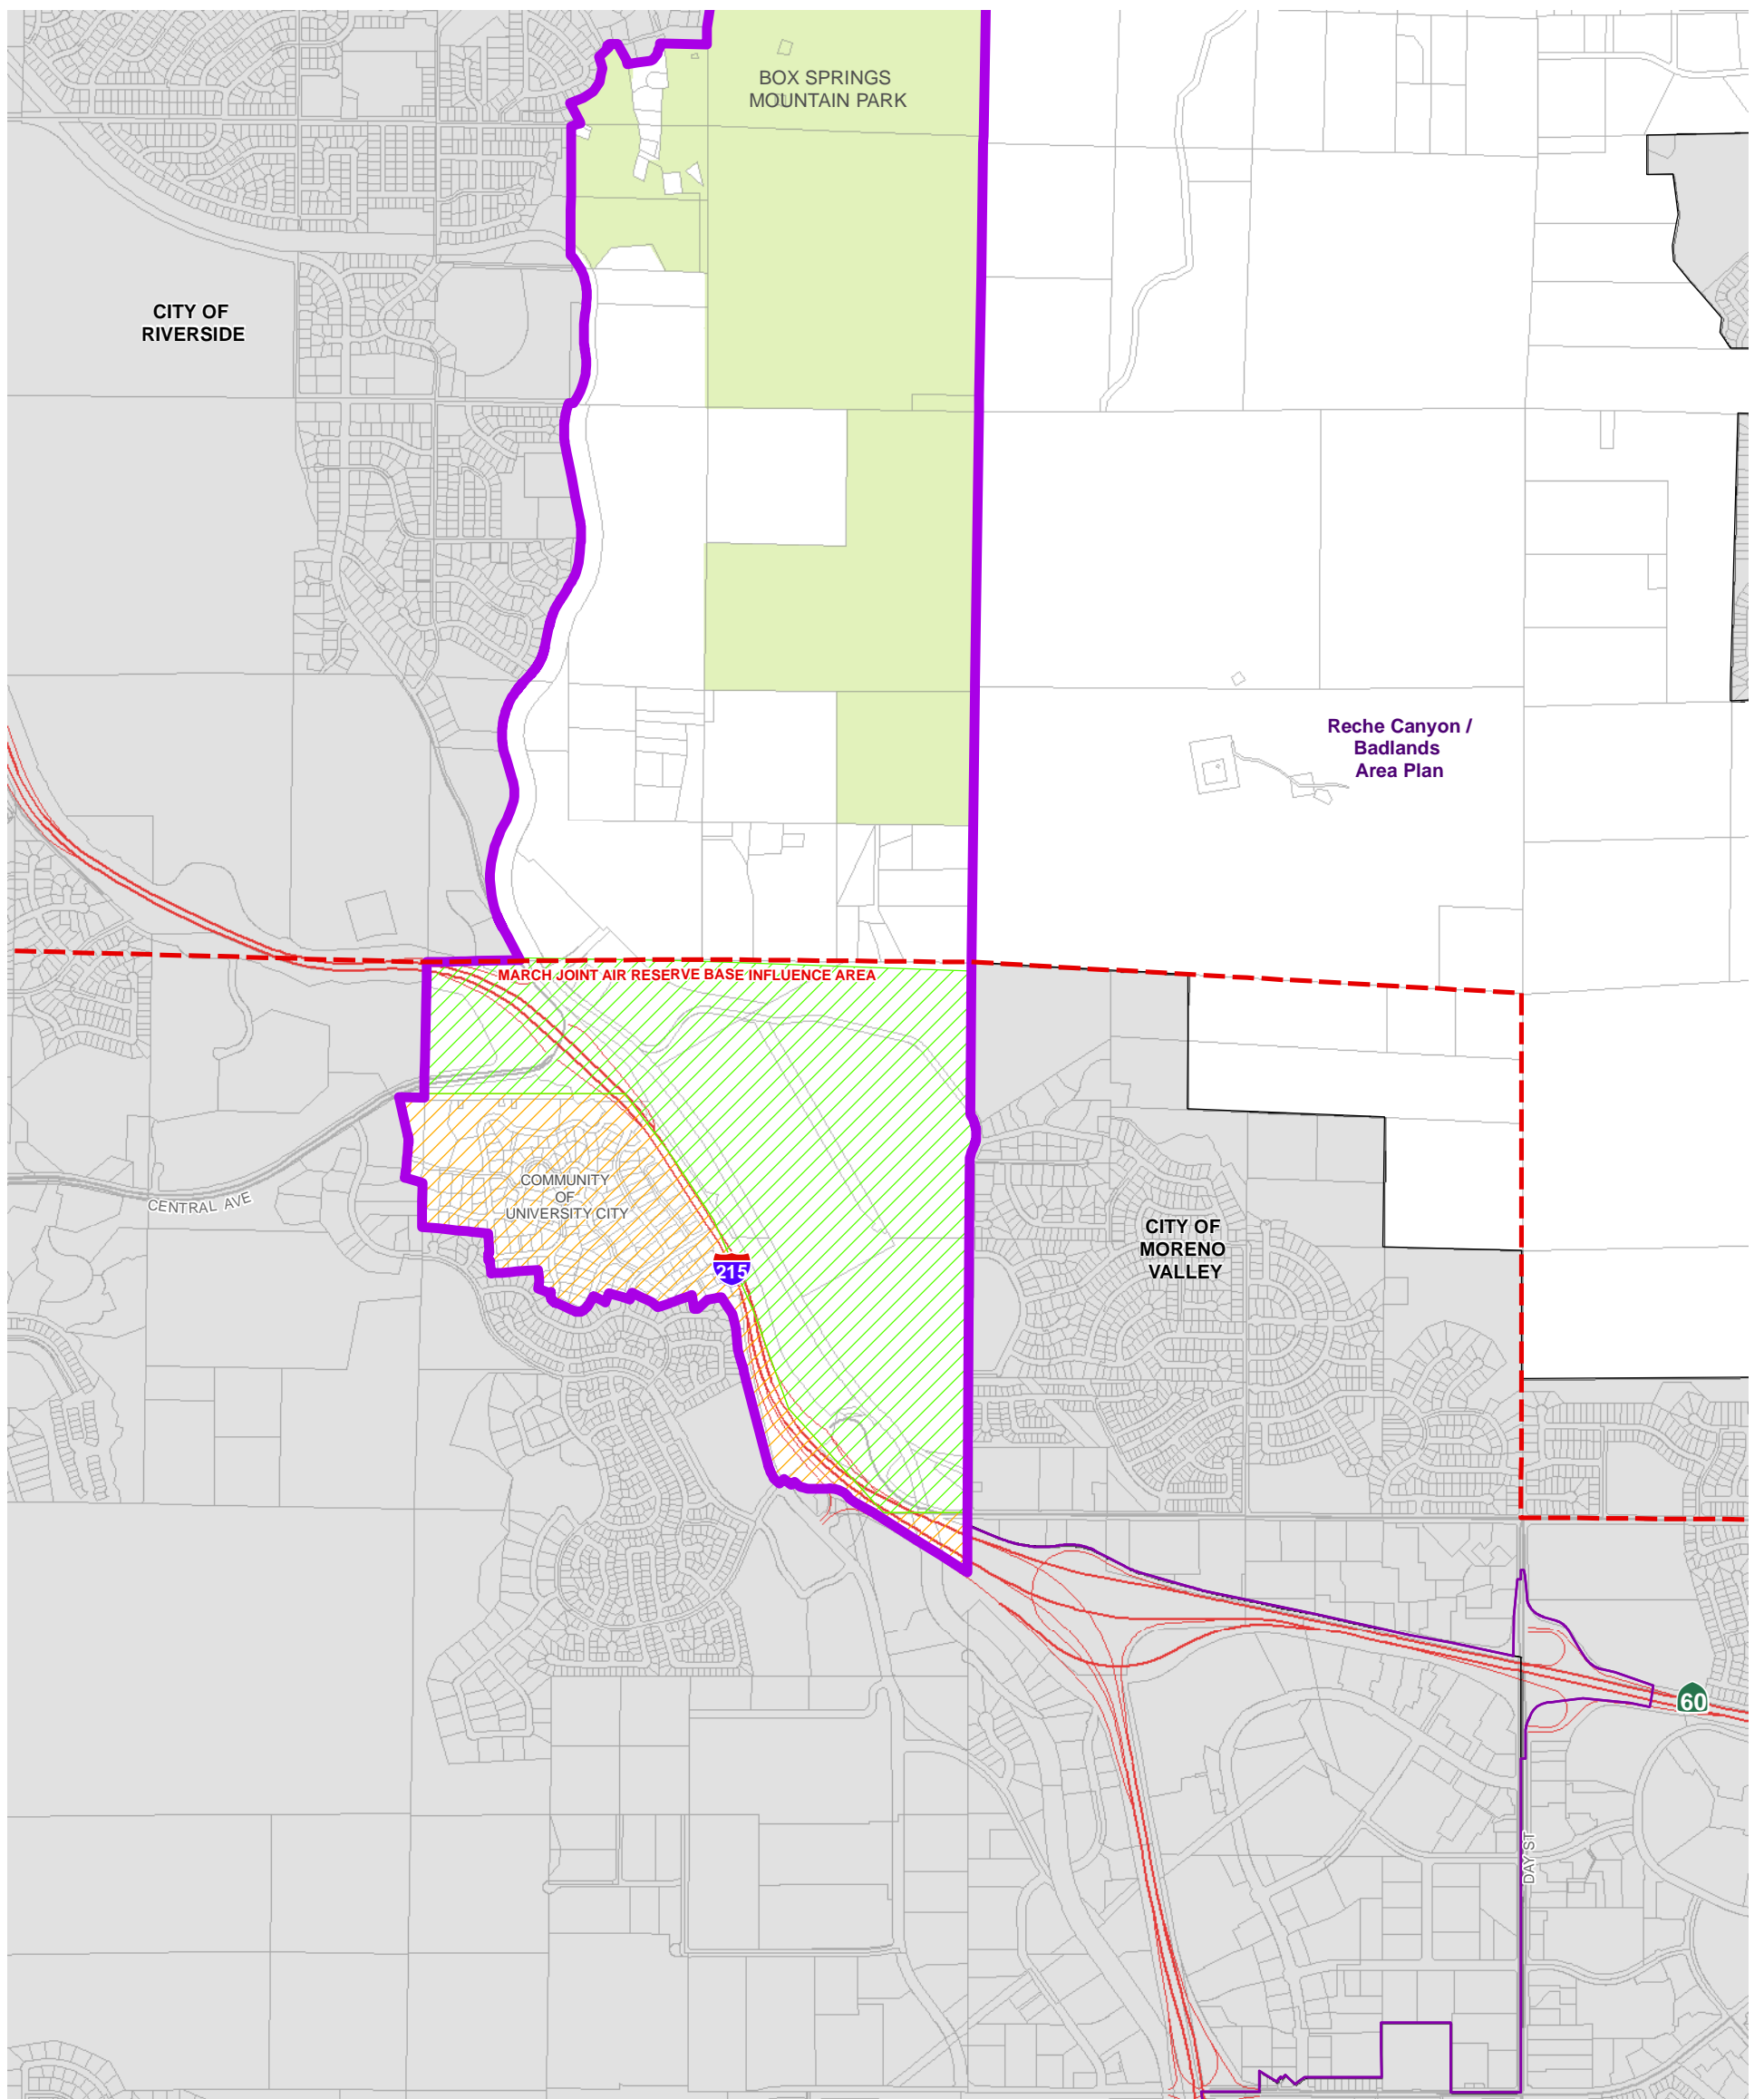 BOX SPRINGS
MOUNTAIN PARK
CITY OF
RIVERSIDE
Reche Canyon /
Badlands
Area Plan
MARCH JOINT AIR RESERVE BASE INFLUENCE AREA
COMMUNITY
OF
UNIVERSITY CITY
CENTRAL AVE
CITY OF
MORENO
VALLEY
215
60
DAY ST